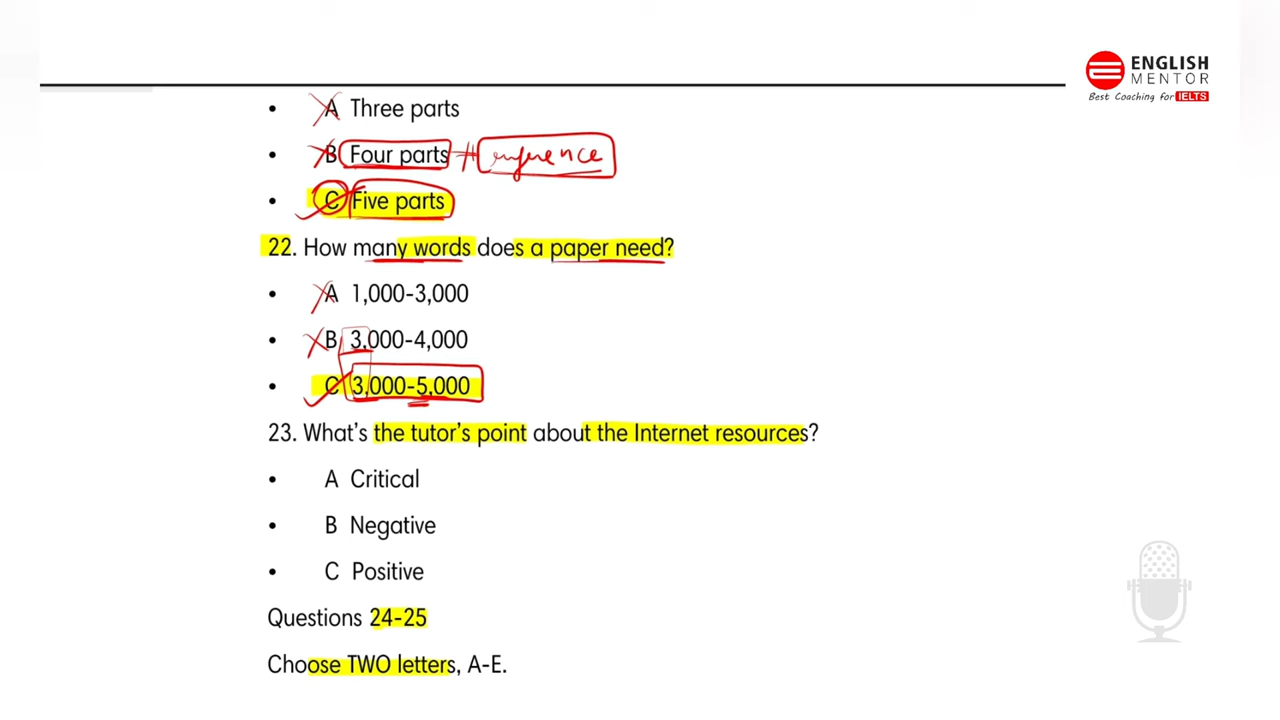 ENGLISH
MENTOR
Best Coaching for IELTS
• A Three parts
• B Four parts
• C Five parts
22. How many words does a paper need?
• A 1,000-3,000
• B 3,000-4,000
• C 3,000-5,000
23. What's the tutor's point about the Internet resources?
• A Critical
• B Negative
• C Positive
Questions 24-25
Choose TWO letters, A-E.